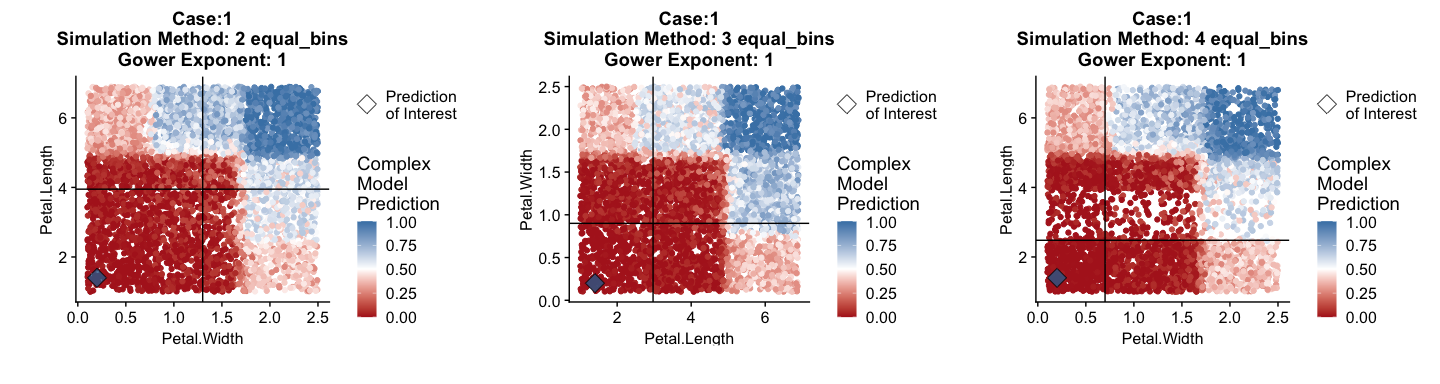 Case:1
Simulation Method: 2 equal_bins
Gower Exponent: 1
Petal.Length
6
4
2
0.0 0.5 1.0 1.5 2.0 2.5
Petal.Width
Prediction
of Interest
Complex
Model
Prediction
1.00
0.75
0.50
0.25
0.00
Case:1
Simulation Method: 3 equal_bins
Gower Exponent: 1
Petal.Width
2.5
2.0
1.5
1.0
0.5
0.0
2 4 6
Petal.Length
Prediction
of Interest
Complex
Model
Prediction
1.00
0.75
0.50
0.25
0.00
Case:1
Simulation Method: 4 equal_bins
Gower Exponent: 1
Petal.Length
6
4
2
0.0 0.5 1.0 1.5 2.0 2.5
Petal.Width
Prediction
of Interest
Complex
Model
Prediction
1.00
0.75
0.50
0.25
0.00